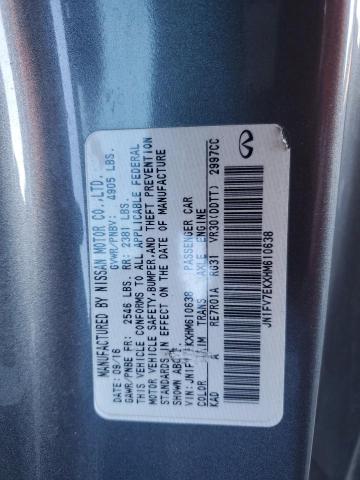 MANUFACTURED BY NISSAN MOTOR CO.,LTD.
09/16 GVWR/PNBV: 4905 LBS.
GAWR/PNBE FR: 2546 LBS. RR: 2381 LBS.
THIS VEHICLE CONFORMS TO ALL APPLICABLE FEDERAL
MOTOR VEHICLE SAFETY,BUMPER,AND THEFT PREVENTION
STANDARDS IN EFFECT ON THE DATE OF MANUFACTURE
SHOWN ABOVE.
VIN: JN1FV7EKXHM610638 PASSENGER CAR
COLOR TRIM TRANS AXLE ENGINE
KAD A RE7R01A R031 VR30(DDTT) 2997CC
JN1FV7EKXHM610638